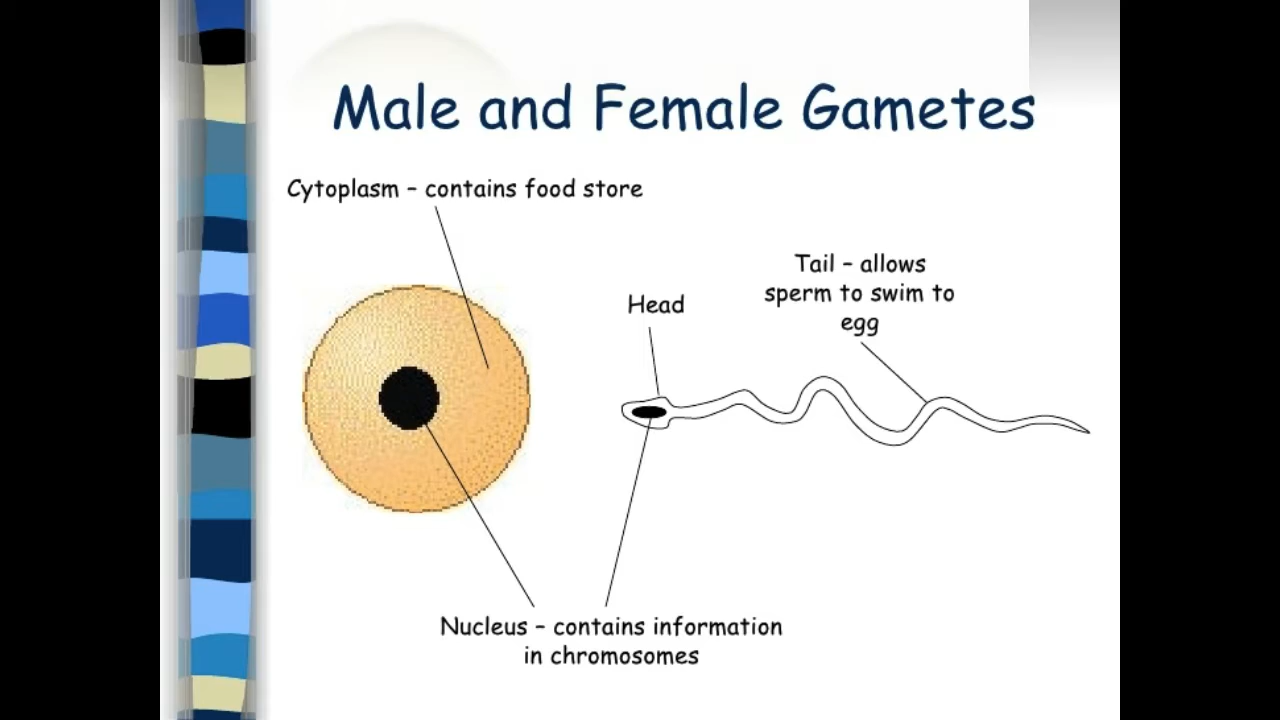 Male and Female Gametes
Cytoplasm – contains food store
Tail – allows
sperm to swim to
egg
Head
Nucleus – contains information
in chromosomes